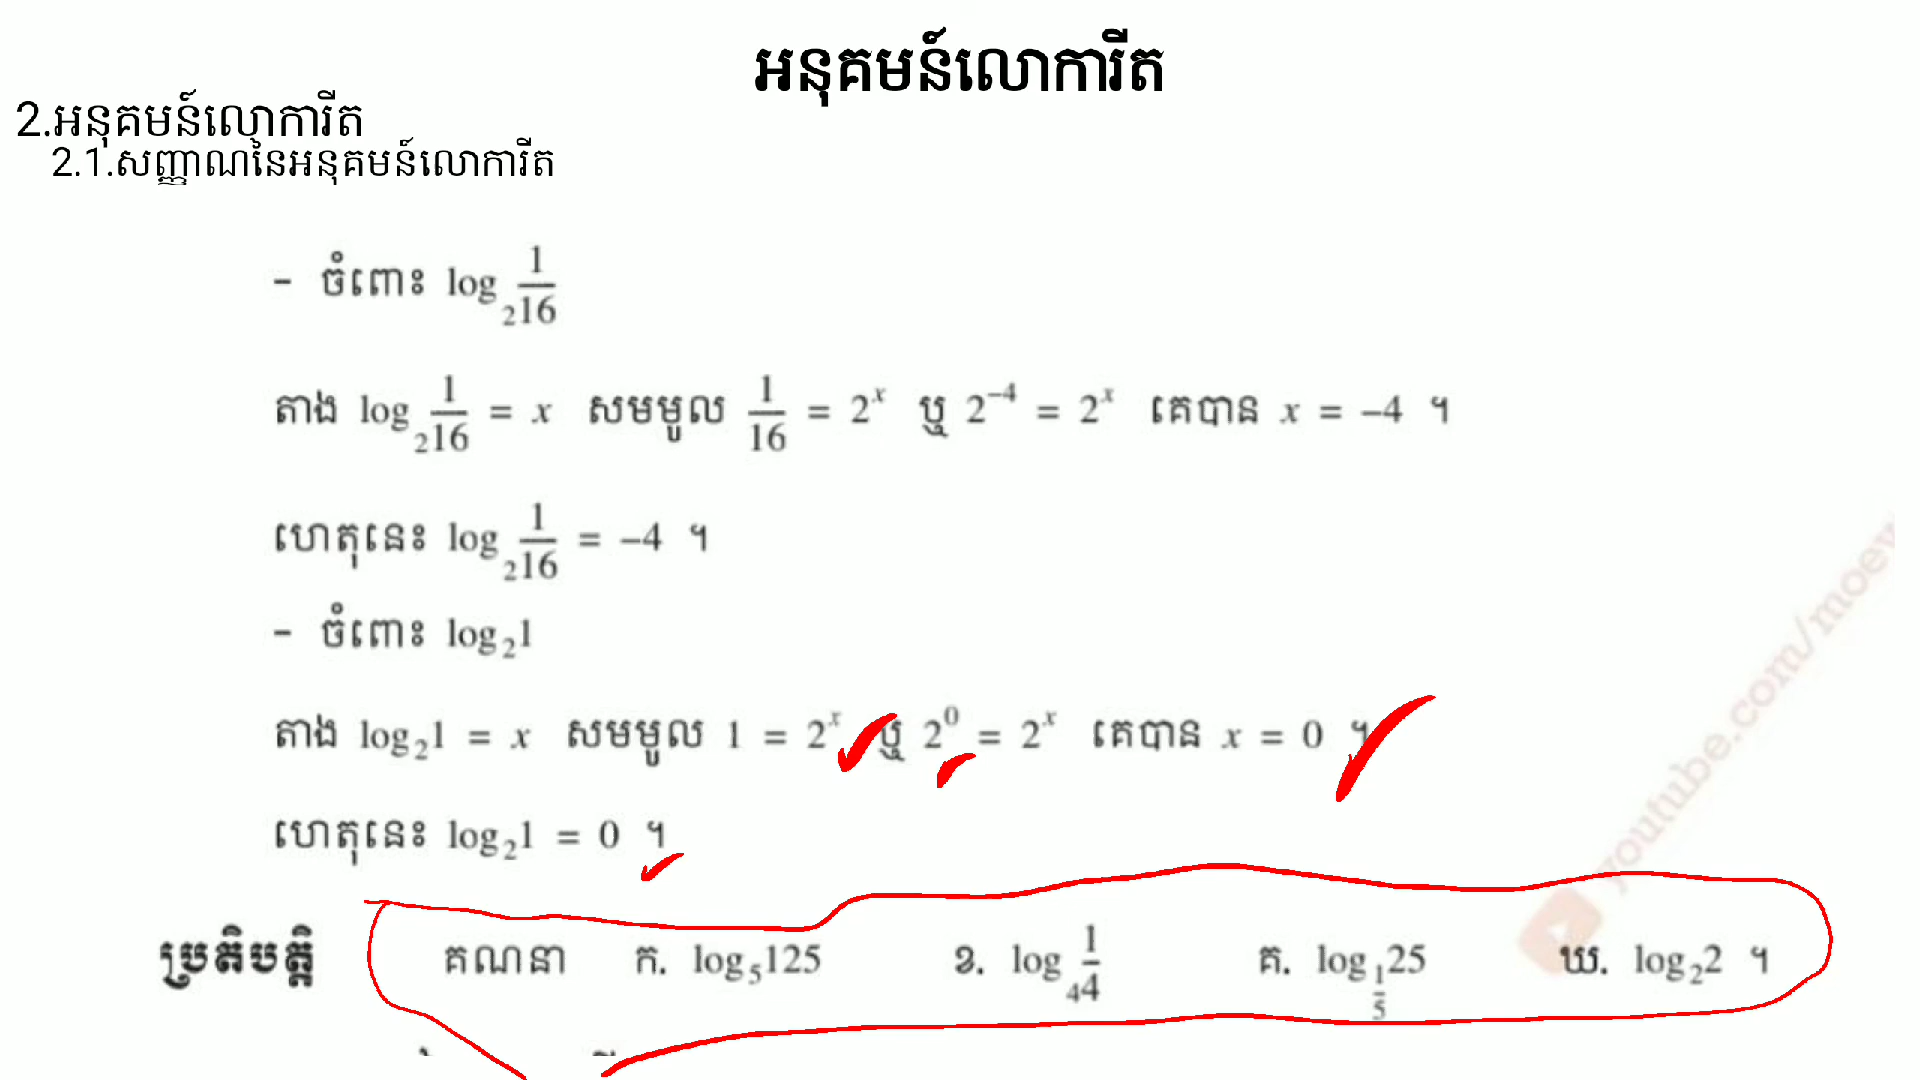 អនុគមន៍លោការីត
2.អនុគមន៍លោការីត
2.1.សញ្ញាណនៃអនុគមន៍លោការីត
- ចំពោះ log₂ 1/16
តាង log₂ 1/16 = x សមមូល 1/16 = 2ˣ ឬ 2⁻⁴ = 2ˣ គេបាន x = –4 ។
ហេតុនេះ log₂ 1/16 = –4 ។
- ចំពោះ log₂1
តាង log₂1 = x សមមូល 1 = 2ˣ ឬ 2⁰ = 2ˣ គេបាន x = 0 ។
ហេតុនេះ log₂1 = 0 ។
ប្រតិបត្តិ គណនា ក. log₅125 ខ. log₄ 1/4 គ. log_(1/5) 25 ឃ. log₂2 ។
youtube.com/moey